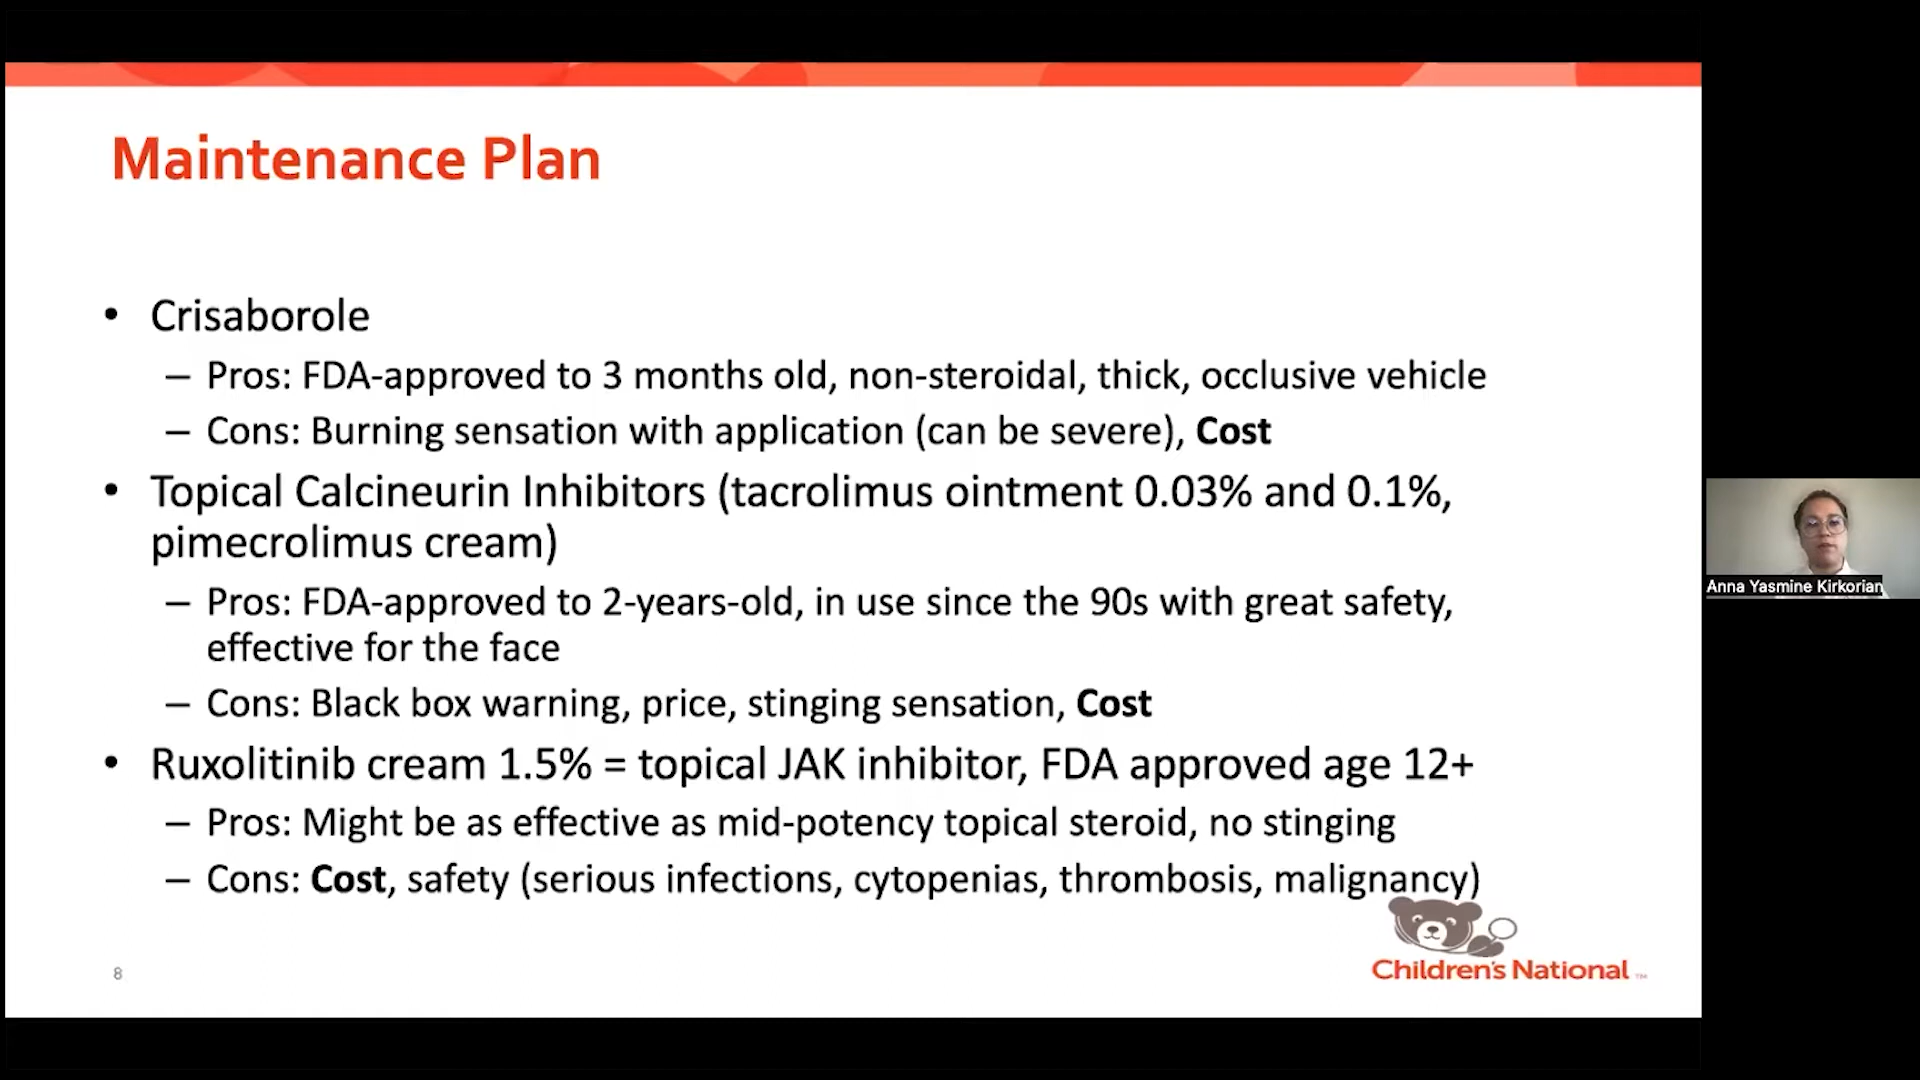 Maintenance Plan
• Crisaborole
– Pros: FDA-approved to 3 months old, non-steroidal, thick, occlusive vehicle
– Cons: Burning sensation with application (can be severe), Cost
• Topical Calcineurin Inhibitors (tacrolimus ointment 0.03% and 0.1%,
pimecrolimus cream)
– Pros: FDA-approved to 2-years-old, in use since the 90s with great safety,
effective for the face
– Cons: Black box warning, price, stinging sensation, Cost
• Ruxolitinib cream 1.5% = topical JAK inhibitor, FDA approved age 12+
– Pros: Might be as effective as mid-potency topical steroid, no stinging
– Cons: Cost, safety (serious infections, cytopenias, thrombosis, malignancy)
8
Children's National ™
Anna Yasmine Kirkorian